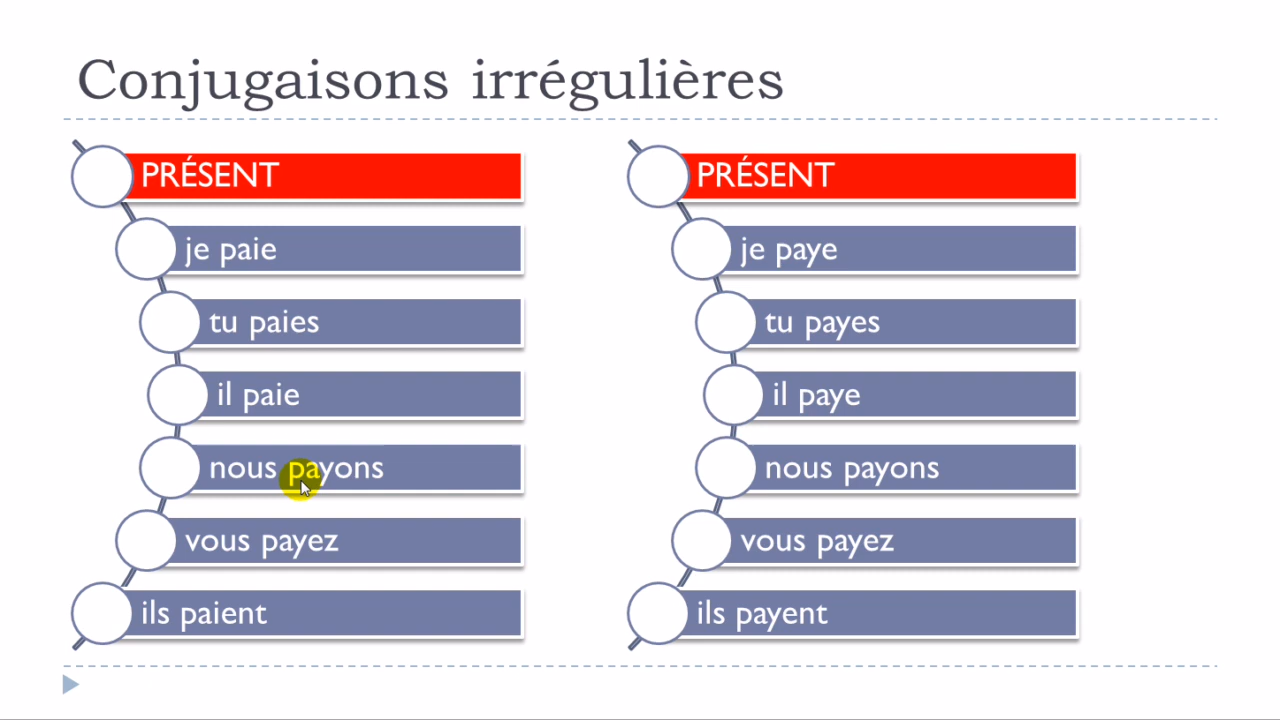 Conjugaisons irrégulières
PRÉSENT
je paie
tu paies
il paie
nous payons
vous payez
ils paient
PRÉSENT
je paye
tu payes
il paye
nous payons
vous payez
ils payent